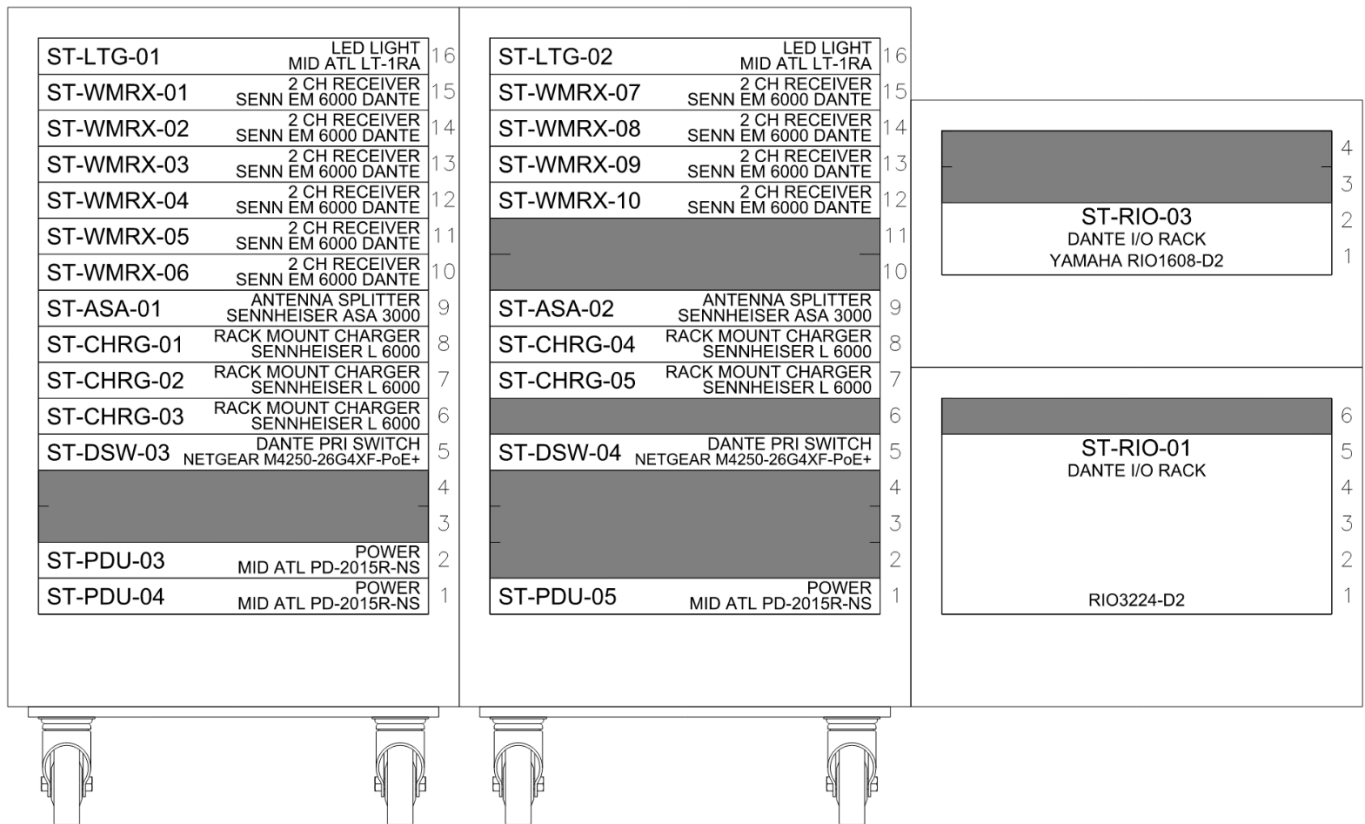 ST-LTG-01 LED LIGHT 16
MID ATL LT-1RA
ST-WMRX-01 2 CH RECEIVER 15
SENN EM 6000 DANTE
ST-WMRX-02 2 CH RECEIVER 14
SENN EM 6000 DANTE
ST-WMRX-03 2 CH RECEIVER 13
SENN EM 6000 DANTE
ST-WMRX-04 2 CH RECEIVER 12
SENN EM 6000 DANTE
ST-WMRX-05 2 CH RECEIVER 11
SENN EM 6000 DANTE
ST-WMRX-06 2 CH RECEIVER 10
SENN EM 6000 DANTE
ST-ASA-01 ANTENNA SPLITTER 9
SENNHEISER ASA 3000
ST-CHRG-01 RACK MOUNT CHARGER 8
SENNHEISER L 6000
ST-CHRG-02 RACK MOUNT CHARGER 7
SENNHEISER L 6000
ST-CHRG-03 RACK MOUNT CHARGER 6
SENNHEISER L 6000
ST-DSW-03 DANTE PRI SWITCH 5
NETGEAR M4250-26G4XF-PoE+
4
3
ST-PDU-03 POWER 2
MID ATL PD-2015R-NS
ST-PDU-04 POWER 1
MID ATL PD-2015R-NS
ST-LTG-02 LED LIGHT 16
MID ATL LT-1RA
ST-WMRX-07 2 CH RECEIVER 15
SENN EM 6000 DANTE
ST-WMRX-08 2 CH RECEIVER 14
SENN EM 6000 DANTE
ST-WMRX-09 2 CH RECEIVER 13
SENN EM 6000 DANTE
ST-WMRX-10 2 CH RECEIVER 12
SENN EM 6000 DANTE
11
10
ST-ASA-02 ANTENNA SPLITTER 9
SENNHEISER ASA 3000
ST-CHRG-04 RACK MOUNT CHARGER 8
SENNHEISER L 6000
ST-CHRG-05 RACK MOUNT CHARGER 7
SENNHEISER L 6000
6
ST-DSW-04 DANTE PRI SWITCH 5
NETGEAR M4250-26G4XF-PoE+
4
3
2
ST-PDU-05 POWER 1
MID ATL PD-2015R-NS
4
3
ST-RIO-03 2
DANTE I/O RACK
YAMAHA RIO1608-D2 1
6
ST-RIO-01 5
DANTE I/O RACK
4
3
2
RIO3224-D2 1